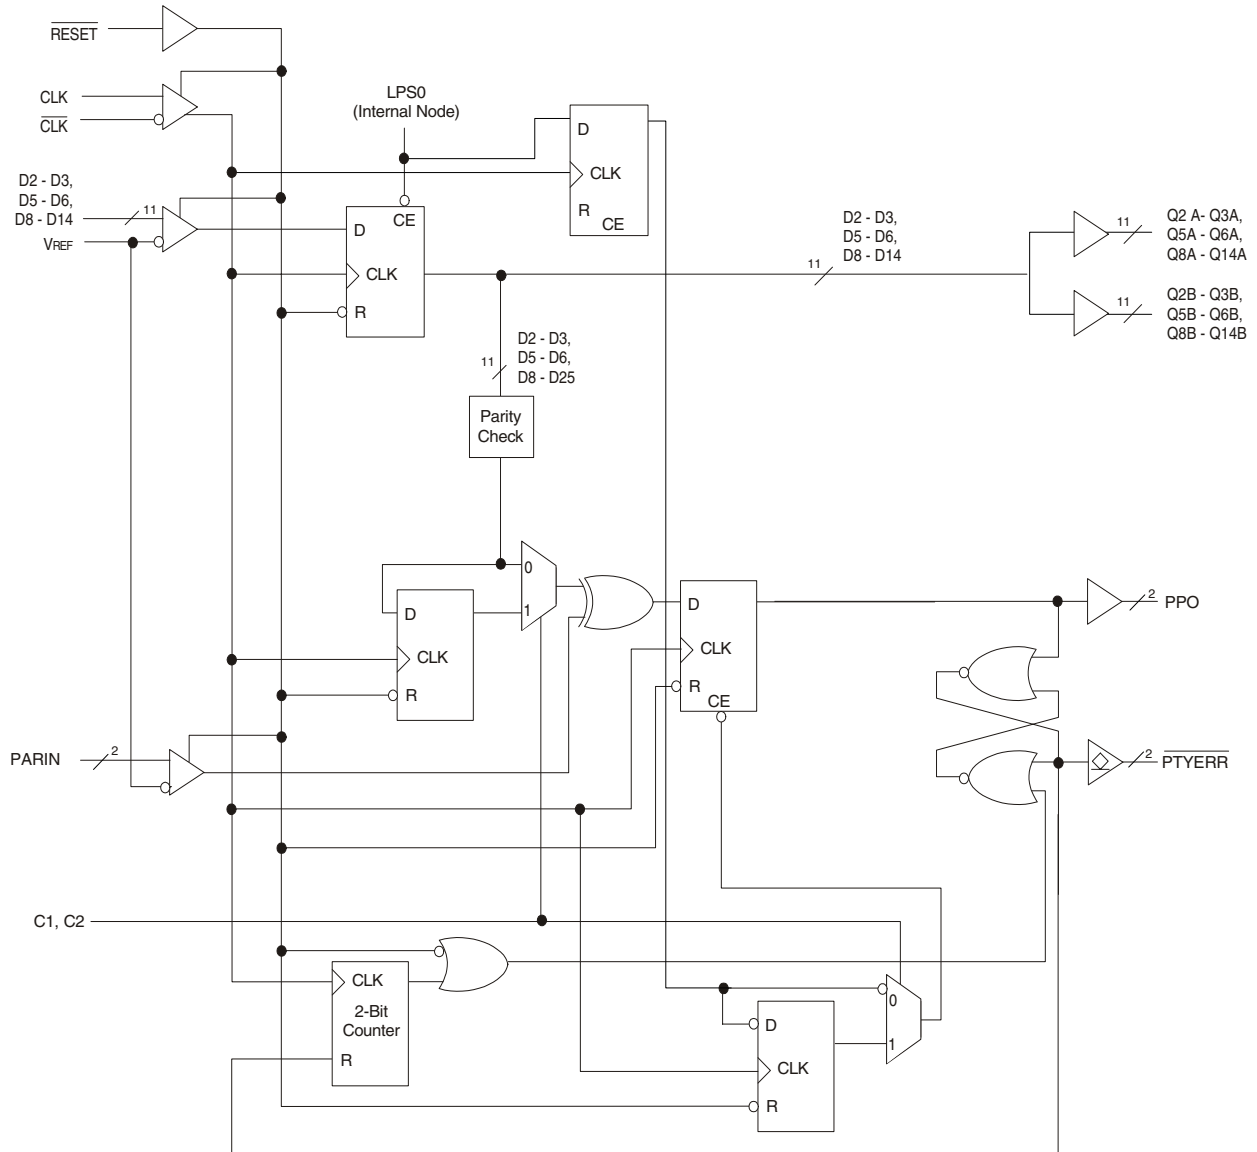 RESET
CLK
CLK
LPS0
(Internal Node)
D
CLK
R
CE
D2 - D3,
D5 - D6,
D8 - D14
11
VREF
CE
D
CLK
R
D2 - D3,
D5 - D6,
D8 - D14
11
11
Q2 A- Q3A,
Q5A - Q6A,
Q8A - Q14A
11
Q2B - Q3B,
Q5B - Q6B,
Q8B - Q14B
11
D2 - D3,
D5 - D6,
D8 - D25
Parity
Check
0
1
D
CLK
R
D
CLK
R
CE
2
PPO
PARIN
2
2
PTYERR
C1, C2
CLK
2-Bit
Counter
R
0
1
D
CLK
R